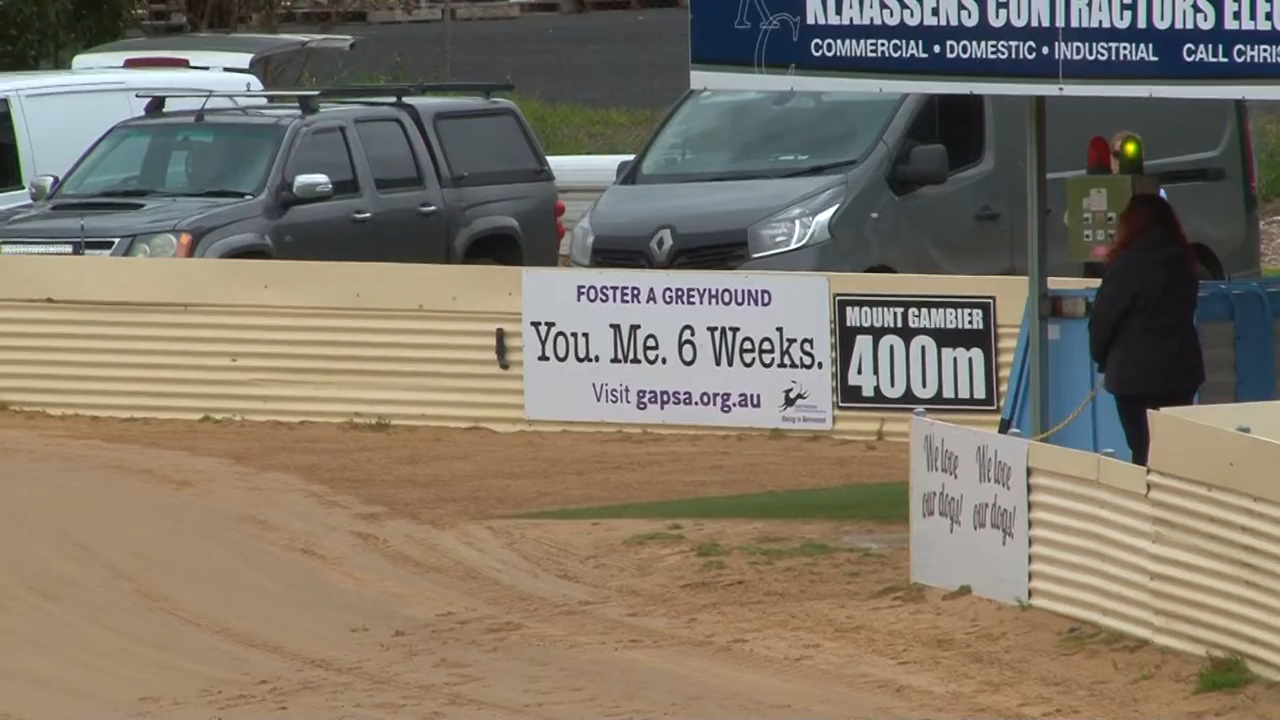 KLAASSENS CONTRACTORS ELEC
COMMERCIAL • DOMESTIC • INDUSTRIAL CALL CHRIS
FOSTER A GREYHOUND
You. Me. 6 Weeks.
Visit gapsa.org.au
MOUNT GAMBIER
400m
We love our dogs!
We love our dogs!